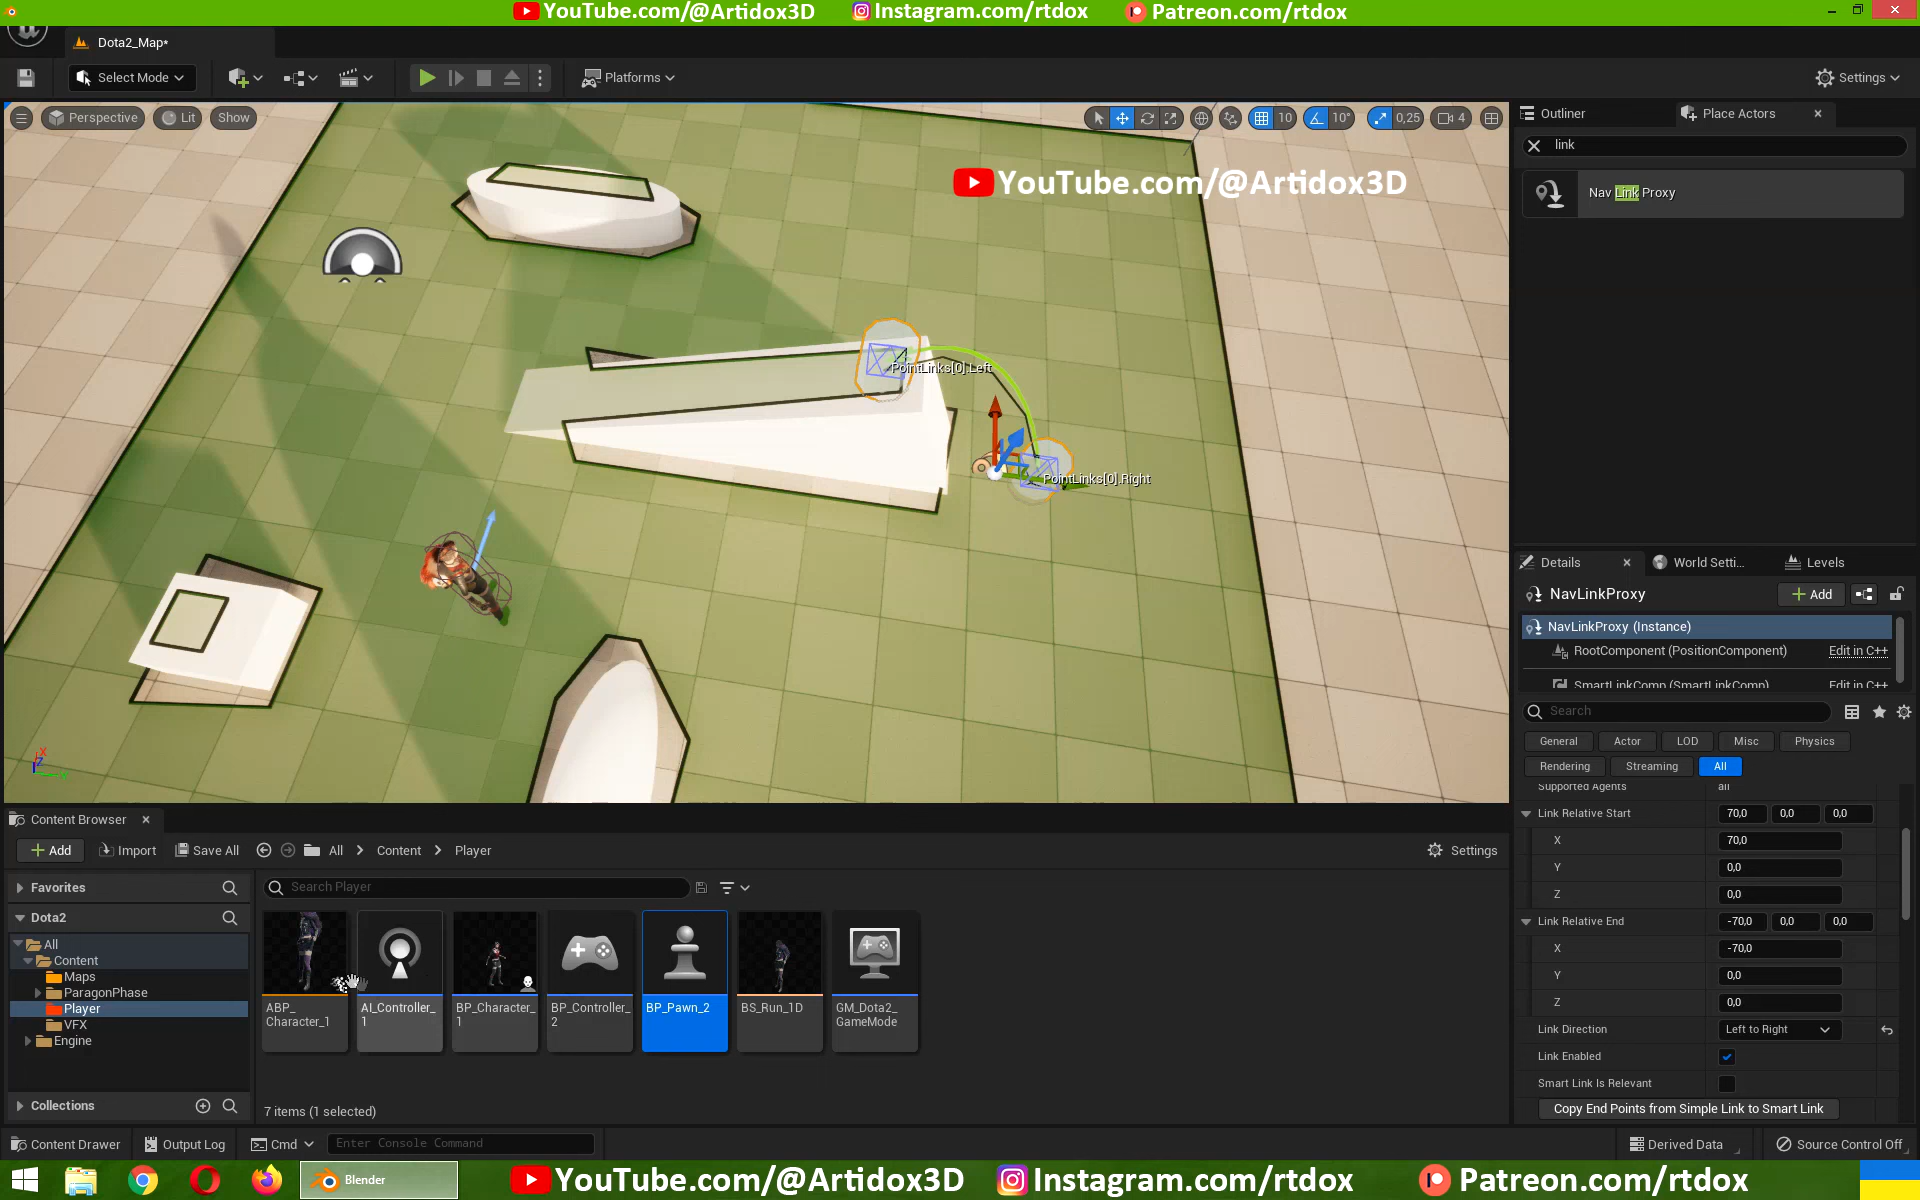 YouTube.com/@Artidox3D Instagram.com/rtdox Patreon.com/rtdox
Dota2_Map*
Select Mode Platforms Settings
Perspective Lit Show 10 10° 0,25 4
Outliner Place Actors
link
Nav Link Proxy
YouTube.com/@Artidox3D
PointLinks[0].Left
PointLinks[0].Right
X
Z
Y
Details World Setti... Levels
NavLinkProxy Add
NavLinkProxy (Instance)
RootComponent (PositionComponent) Edit in C++
SmartLinkComp (SmartLinkComp) Edit in C++
Search
General Actor LOD Misc Physics
Rendering Streaming All
Supported Agents all
Link Relative Start 70,0 0,0 0,0
X 70,0
Y 0,0
Z 0,0
Link Relative End -70,0 0,0 0,0
X -70,0
Y 0,0
Z 0,0
Link Direction Left to Right
Link Enabled
Smart Link Is Relevant
Copy End Points from Simple Link to Smart Link
Content Browser
Add Import Save All All Content Player Settings
Favorites
Dota2
All
Content
Maps
ParagonPhase
Player
VFX
Engine
Collections
Search Player
ABP_
Character_1
AI_Controller_
1
BP_Character_
1
BP_Controller_
2
BP_Pawn_2
BS_Run_1D
GM_Dota2_
GameMode
7 items (1 selected)
Content Drawer Output Log Cmd Enter Console Command Derived Data Source Control Off
Blender YouTube.com/@Artidox3D Instagram.com/rtdox Patreon.com/rtdox